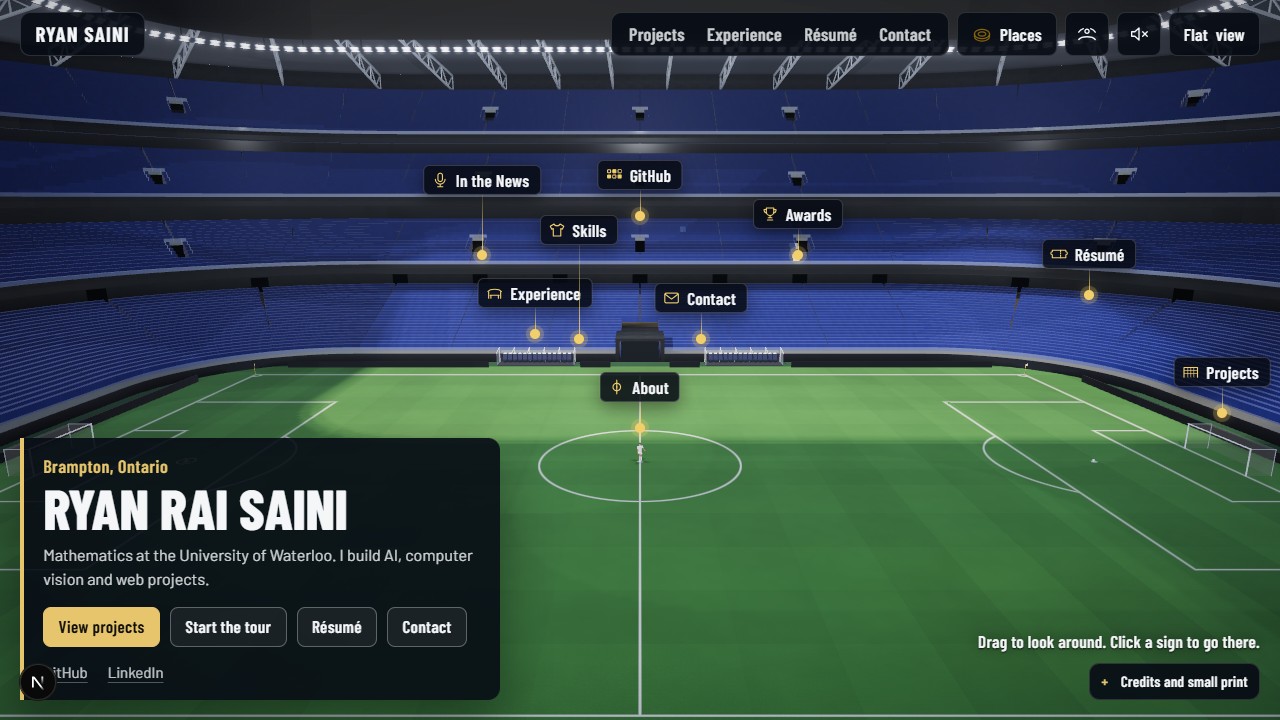 RYAN SAINI
Projects Experience Résumé Contact
Places
Flat view
In the News
GitHub
Awards
Skills
Résumé
Experience
Contact
Projects
About
Brampton, Ontario
RYAN RAI SAINI
Mathematics at the University of Waterloo. I build AI, computer
vision and web projects.
View projects
Start the tour
Résumé
Contact
itHub
LinkedIn
N
Drag to look around. Click a sign to go there.
+ Credits and small print